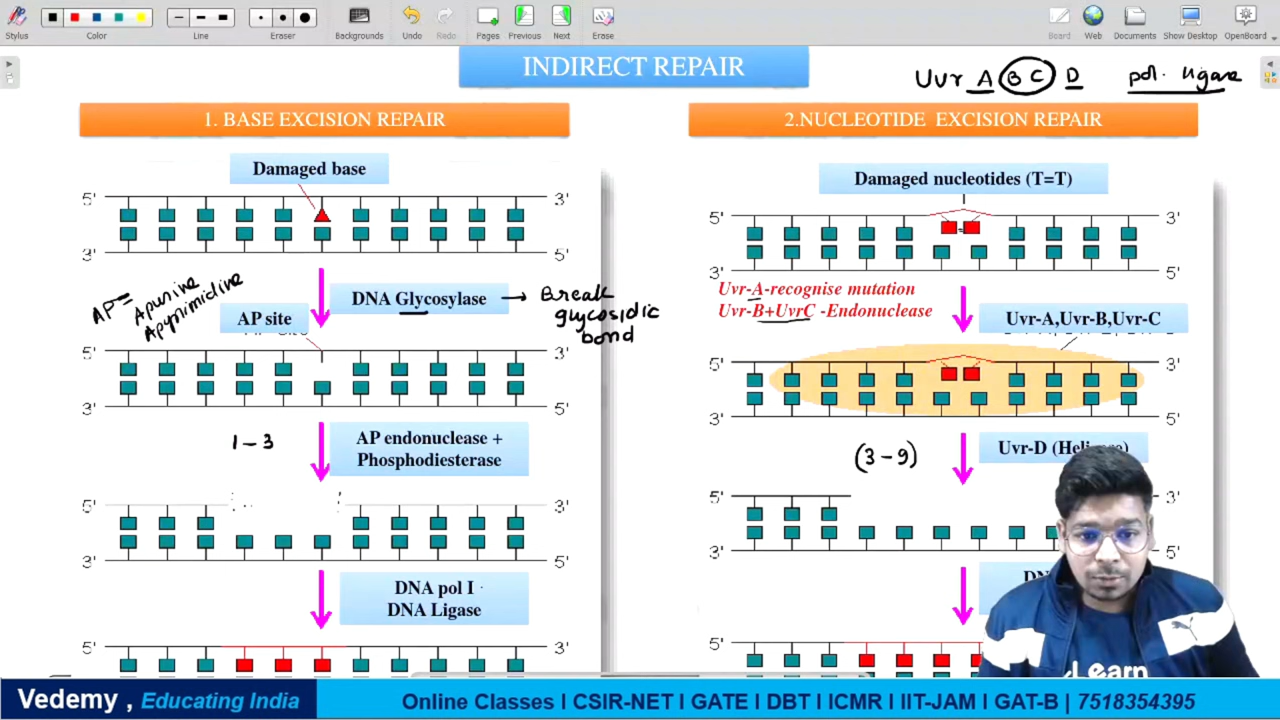 Stylus
Color
Line
Eraser
Backgrounds
Undo
Redo
Pages
Previous
Next
Erase
Board
Web
Documents
Show Desktop
OpenBoard
INDIRECT REPAIR
Uvr A B C D pol. ligase
1. BASE EXCISION REPAIR
Damaged base
5' 3'
3' 5'
AP =
Apurine
Apyrimidine
DNA Glycosylase → Break
glycosidic
bond
AP site
5' 3'
3' 5'
1 - 3
AP endonuclease +
Phosphodiesterase
5' 3'
3' 5'
DNA pol I
DNA Ligase
5' 3'
2.NUCLEOTIDE EXCISION REPAIR
Damaged nucleotides (T=T)
5' 3'
3' 5'
Uvr-A-recognise mutation
Uvr-B+UvrC -Endonuclease
Uvr-A,Uvr-B,Uvr-C
5' 3'
3' 5'
(3 - 9)
Uvr-D
5' 3'
3' 5'
5' 3'
Learn
Vedemy , Educating India
Online Classes I CSIR-NET I GATE I DBT I ICMR I IIT-JAM I GAT-B | 7518354395